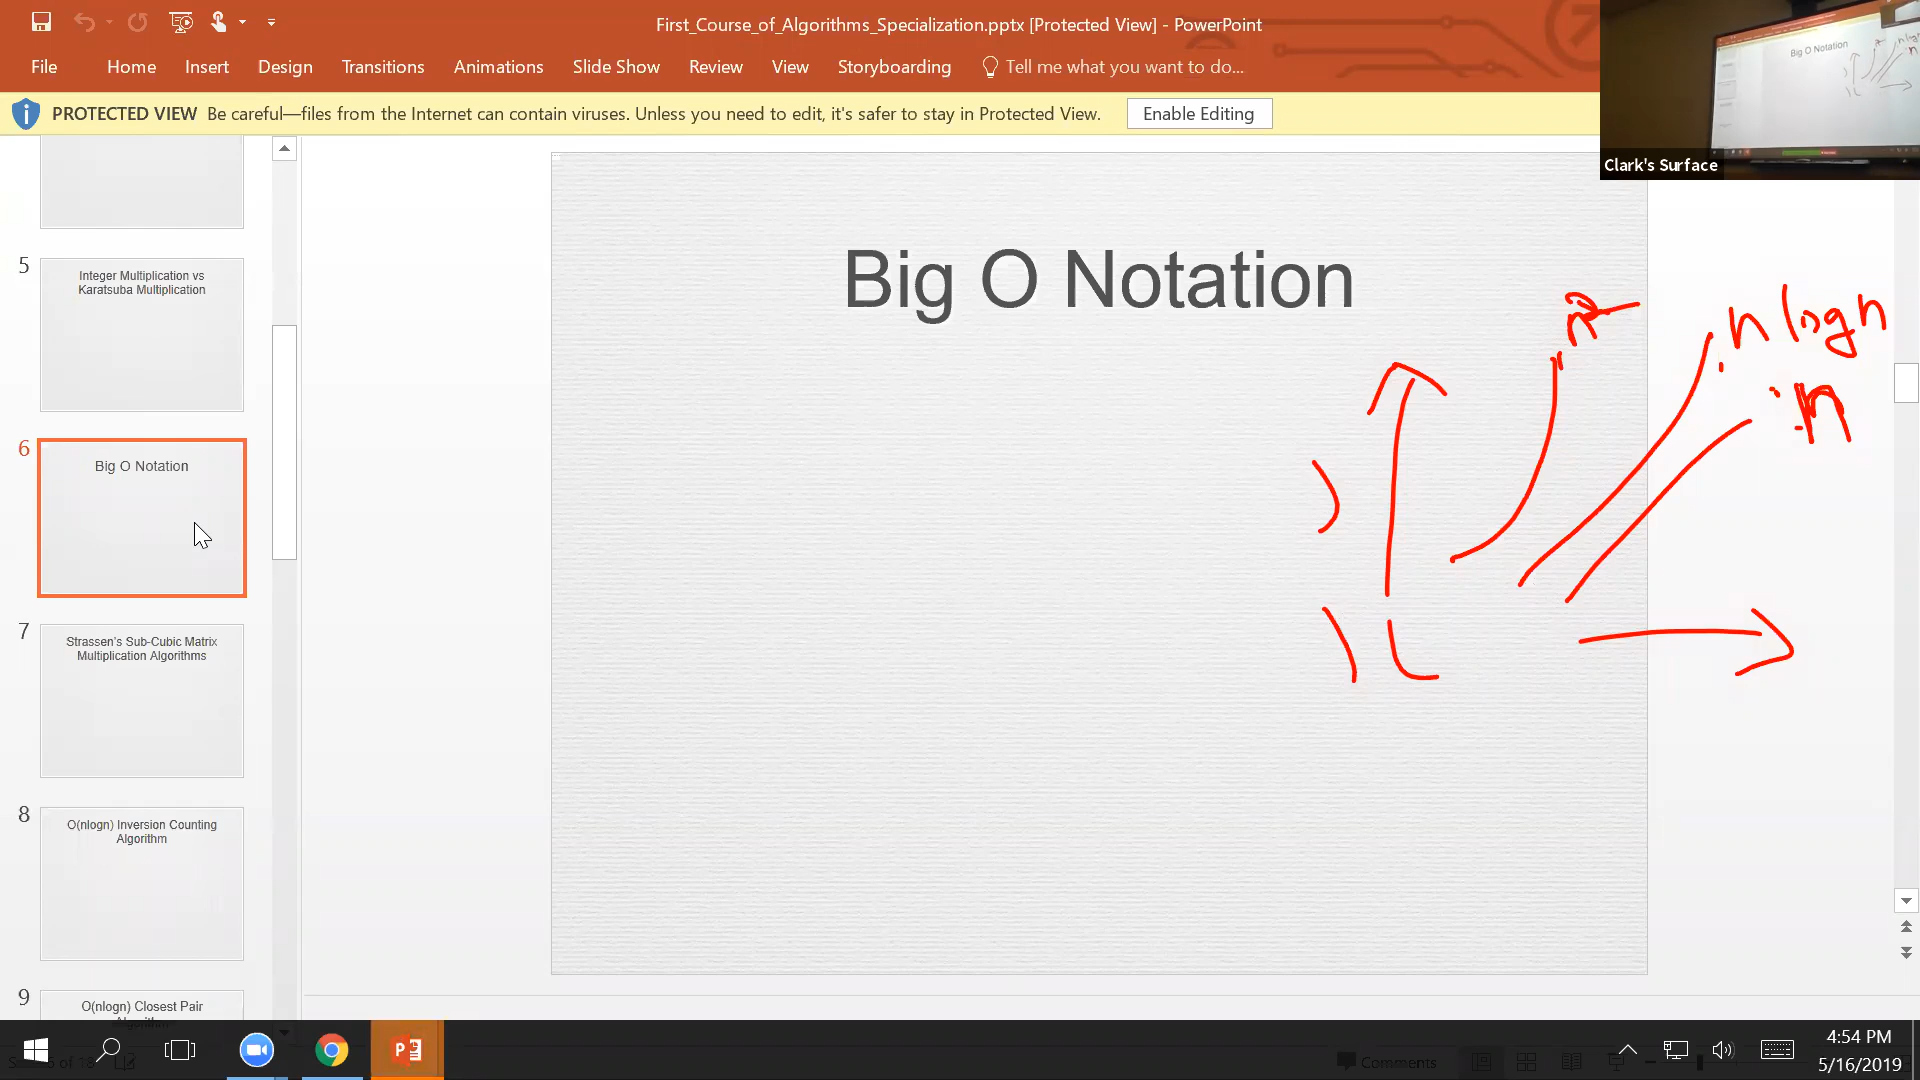 First_Course_of_Algorithms_Specialization.pptx [Protected View] - PowerPoint
File Home Insert Design Transitions Animations Slide Show Review View Storyboarding Tell me what you want to do...
PROTECTED VIEW Be careful—files from the Internet can contain viruses. Unless you need to edit, it's safer to stay in Protected View. Enable Editing
Big O Notation
Clark's Surface
5
Integer Multiplication vs
Karatsuba Multiplication
6
Big O Notation
7
Strassen's Sub-Cubic Matrix
Multiplication Algorithms
8
O(nlogn) Inversion Counting
Algorithm
9
O(nlogn) Closest Pair
Algorithm
Big O Notation
n²
n log n
n
Comments
4:54 PM
5/16/2019